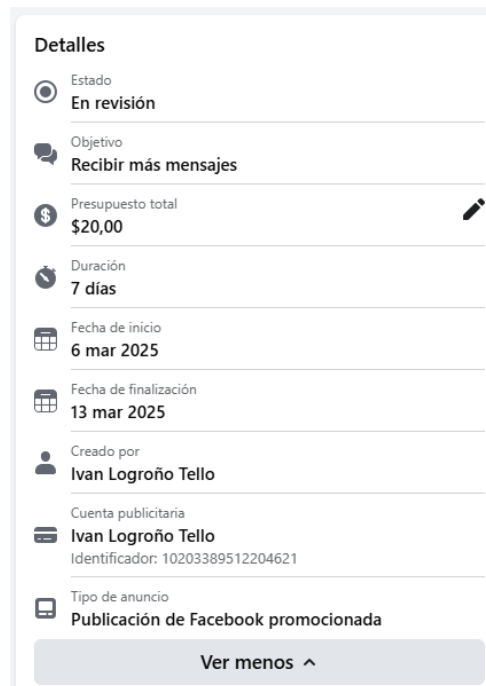 Detalles
Estado
En revisión
Objetivo
Recibir más mensajes
Presupuesto total
$20,00
Duración
7 días
Fecha de inicio
6 mar 2025
Fecha de finalización
13 mar 2025
Creado por
Ivan Logroño Tello
Cuenta publicitaria
Ivan Logroño Tello
Identificador: 10203389512204621
Tipo de anuncio
Publicación de Facebook promocionada
Ver menos